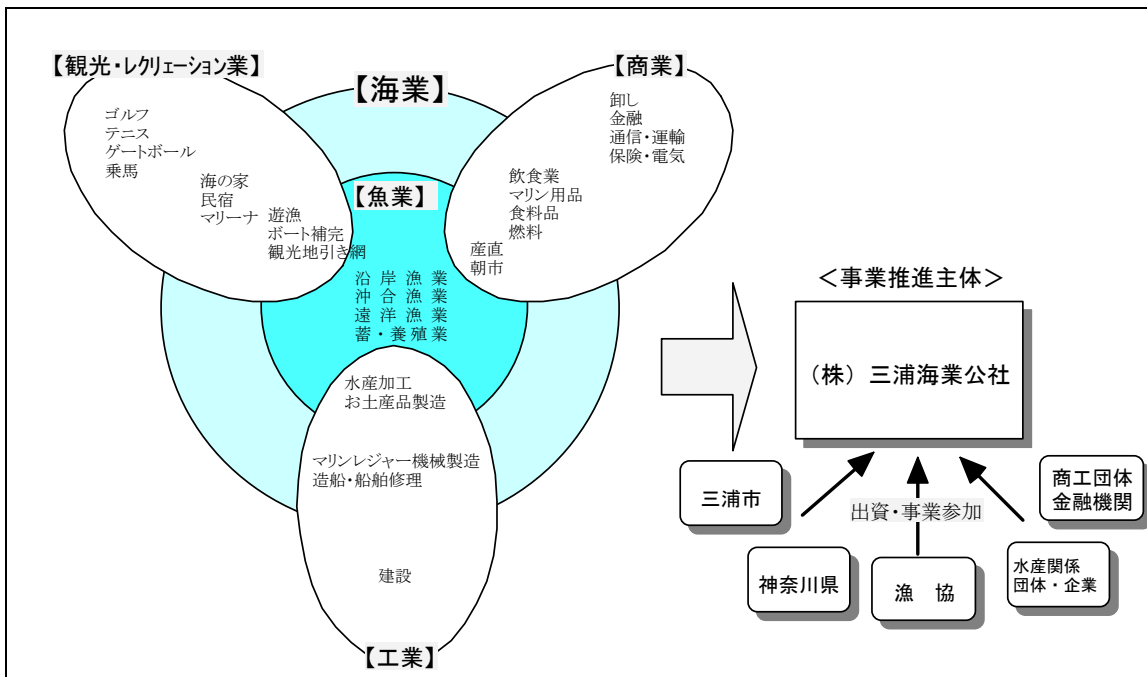 【観光・レクリェーション業】
ゴルフ
テニス
ゲートボール
乗馬
海の家
民宿
マリーナ
遊漁
ボート補完
観光地引き網
【海業】
【魚業】
沿岸漁業
沖合漁業
遠洋漁業
蓄・養殖業
【商業】
卸し
金融
通信・運輸
保険・電気
飲食業
マリン用品
食料品
燃料
産直
朝市
水産加工
お土産品製造
マリンレジャー機械製造
造船・船舶修理
建設
【工業】
＜事業推進主体＞
（株）三浦海業公社
三浦市
出資・事業参加
商工団体
金融機関
神奈川県
漁　協
水産関係
団体・企業